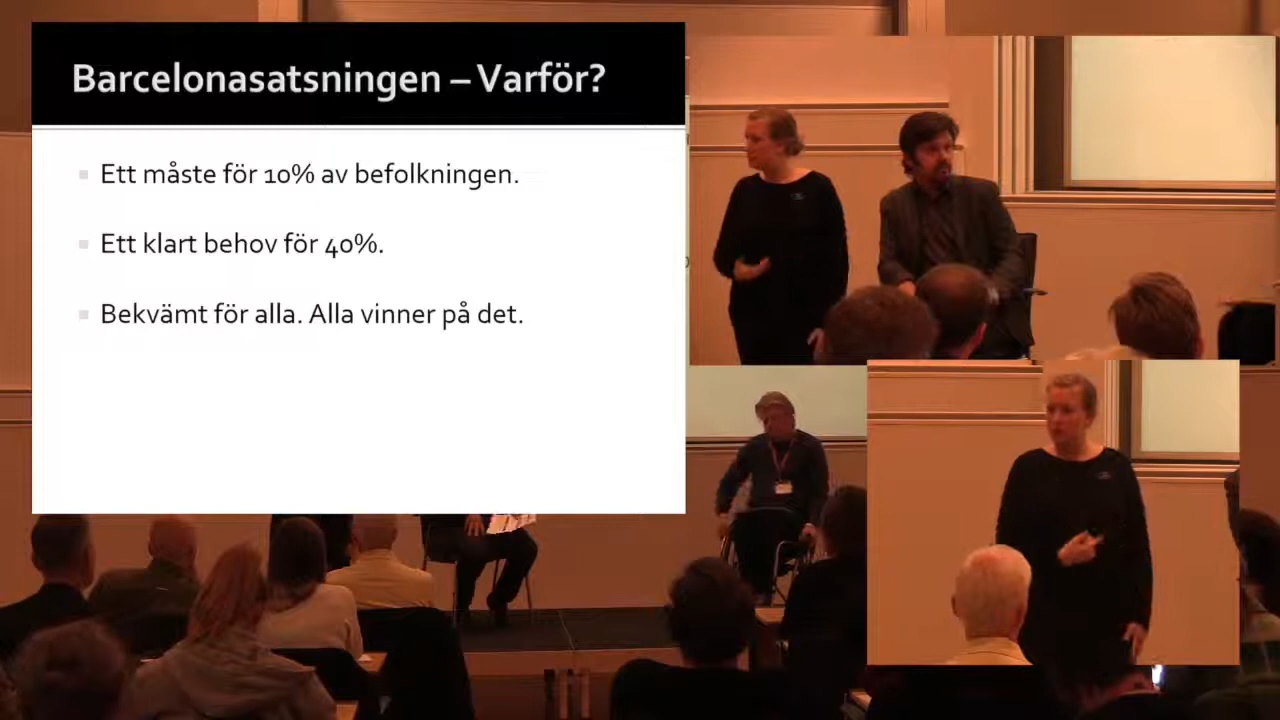 Barcelonasatsningen – Varför?
Ett måste för 10% av befolkningen.
Ett klart behov för 40%.
Bekvämt för alla. Alla vinner på det.